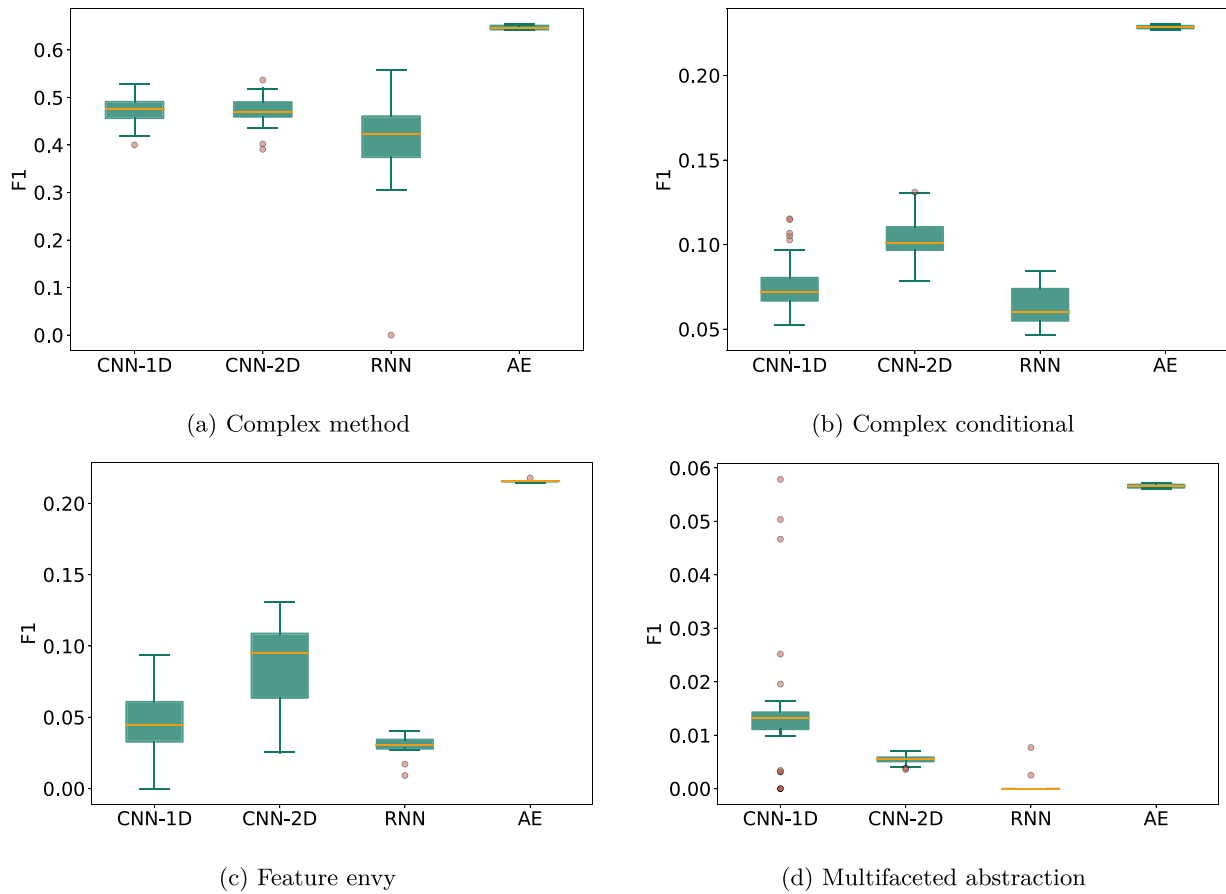 0.6
0.5
0.4
0.3
0.2
0.1
0.0
F1
CNN-1D CNN-2D RNN AE
(a) Complex method
0.20
0.15
0.10
0.05
F1
CNN-1D CNN-2D RNN AE
(b) Complex conditional
0.20
0.15
0.10
0.05
0.00
F1
CNN-1D CNN-2D RNN AE
(c) Feature envy
0.06
0.05
0.04
0.03
0.02
0.01
0.00
F1
CNN-1D CNN-2D RNN AE
(d) Multifaceted abstraction